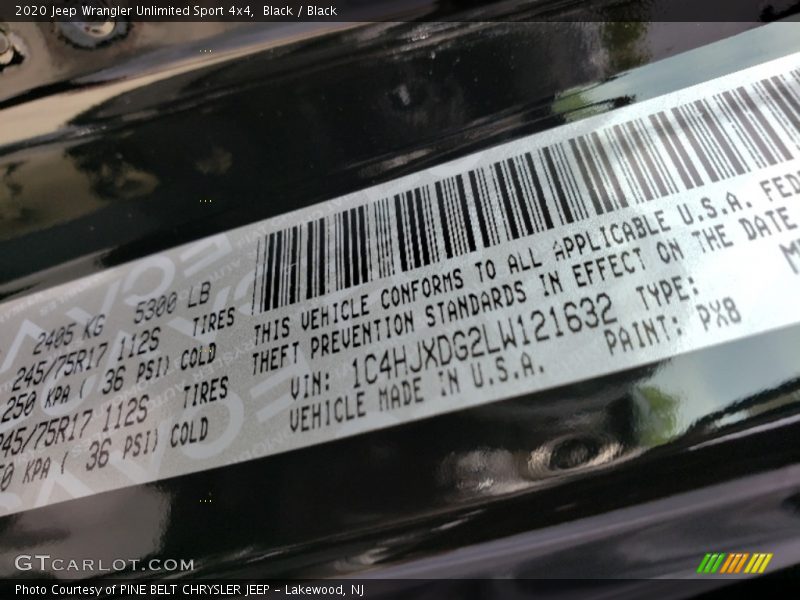 2020 Jeep Wrangler Unlimited Sport 4x4, Black / Black
2405 KG 5300 LB
245/75R17 112S TIRES
250 KPA ( 36 PSI) COLD
245/75R17 112S TIRES
50 KPA ( 36 PSI) COLD
THIS VEHICLE CONFORMS TO ALL APPLICABLE U.S.A. FEDE
THEFT PREVENTION STANDARDS IN EFFECT ON THE DATE
VIN: 1C4HJXDG2LW121632 TYPE:
VEHICLE MADE IN U.S.A. PAINT: PX8
GTCARLOT.COM
Photo Courtesy of PINE BELT CHRYSLER JEEP – Lakewood, NJ